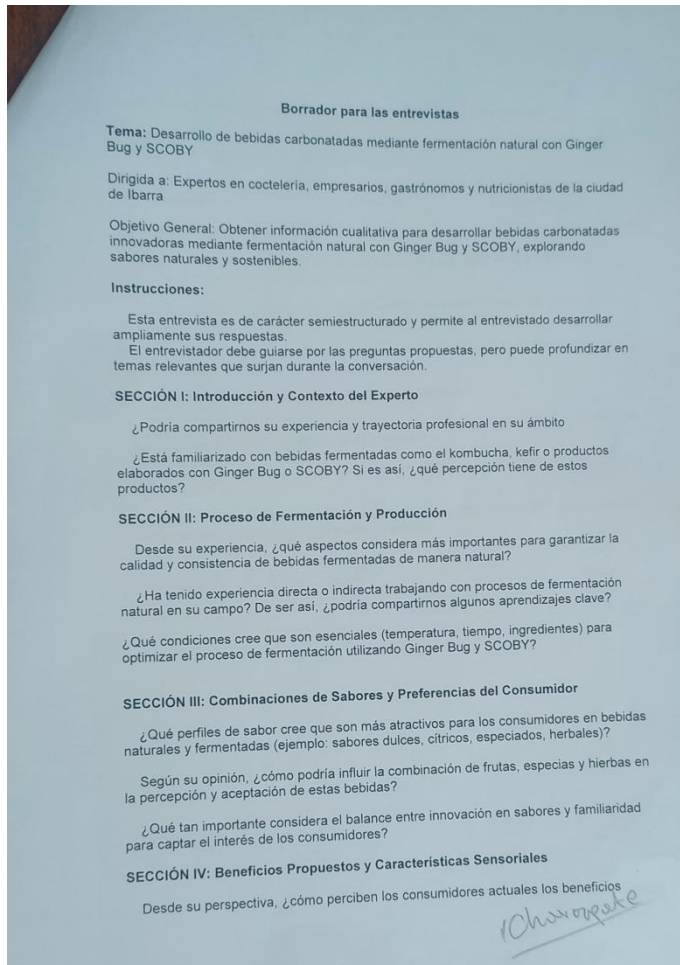 Borrador para las entrevistas
Tema: Desarrollo de bebidas carbonatadas mediante fermentación natural con Ginger
Bug y SCOBY
Dirigida a: Expertos en coctelería, empresarios, gastrónomos y nutricionistas de la ciudad
de Ibarra
Objetivo General: Obtener información cualitativa para desarrollar bebidas carbonatadas
innovadoras mediante fermentación natural con Ginger Bug y SCOBY, explorando
sabores naturales y sostenibles.
Instrucciones:
Esta entrevista es de carácter semiestructurado y permite al entrevistado desarrollar
ampliamente sus respuestas.
El entrevistador debe guiarse por las preguntas propuestas, pero puede profundizar en
temas relevantes que surjan durante la conversación.
SECCIÓN I: Introducción y Contexto del Experto
¿Podría compartirnos su experiencia y trayectoria profesional en su ámbito
¿Está familiarizado con bebidas fermentadas como el kombucha, kefir o productos
elaborados con Ginger Bug o SCOBY? Si es así, ¿qué percepción tiene de estos
productos?
SECCIÓN II: Proceso de Fermentación y Producción
Desde su experiencia, ¿qué aspectos considera más importantes para garantizar la
calidad y consistencia de bebidas fermentadas de manera natural?
¿Ha tenido experiencia directa o indirecta trabajando con procesos de fermentación
natural en su campo? De ser así, ¿podría compartirnos algunos aprendizajes clave?
¿Qué condiciones cree que son esenciales (temperatura, tiempo, ingredientes) para
optimizar el proceso de fermentación utilizando Ginger Bug y SCOBY?
SECCIÓN III: Combinaciones de Sabores y Preferencias del Consumidor
¿Qué perfiles de sabor cree que son más atractivos para los consumidores en bebidas
naturales y fermentadas (ejemplo: sabores dulces, cítricos, especiados, herbales)?
Según su opinión, ¿cómo podría influir la combinación de frutas, especias y hierbas en
la percepción y aceptación de estas bebidas?
¿Qué tan importante considera el balance entre innovación en sabores y familiaridad
para captar el interés de los consumidores?
SECCIÓN IV: Beneficios Propuestos y Características Sensoriales
Desde su perspectiva, ¿cómo perciben los consumidores actuales los beneficios